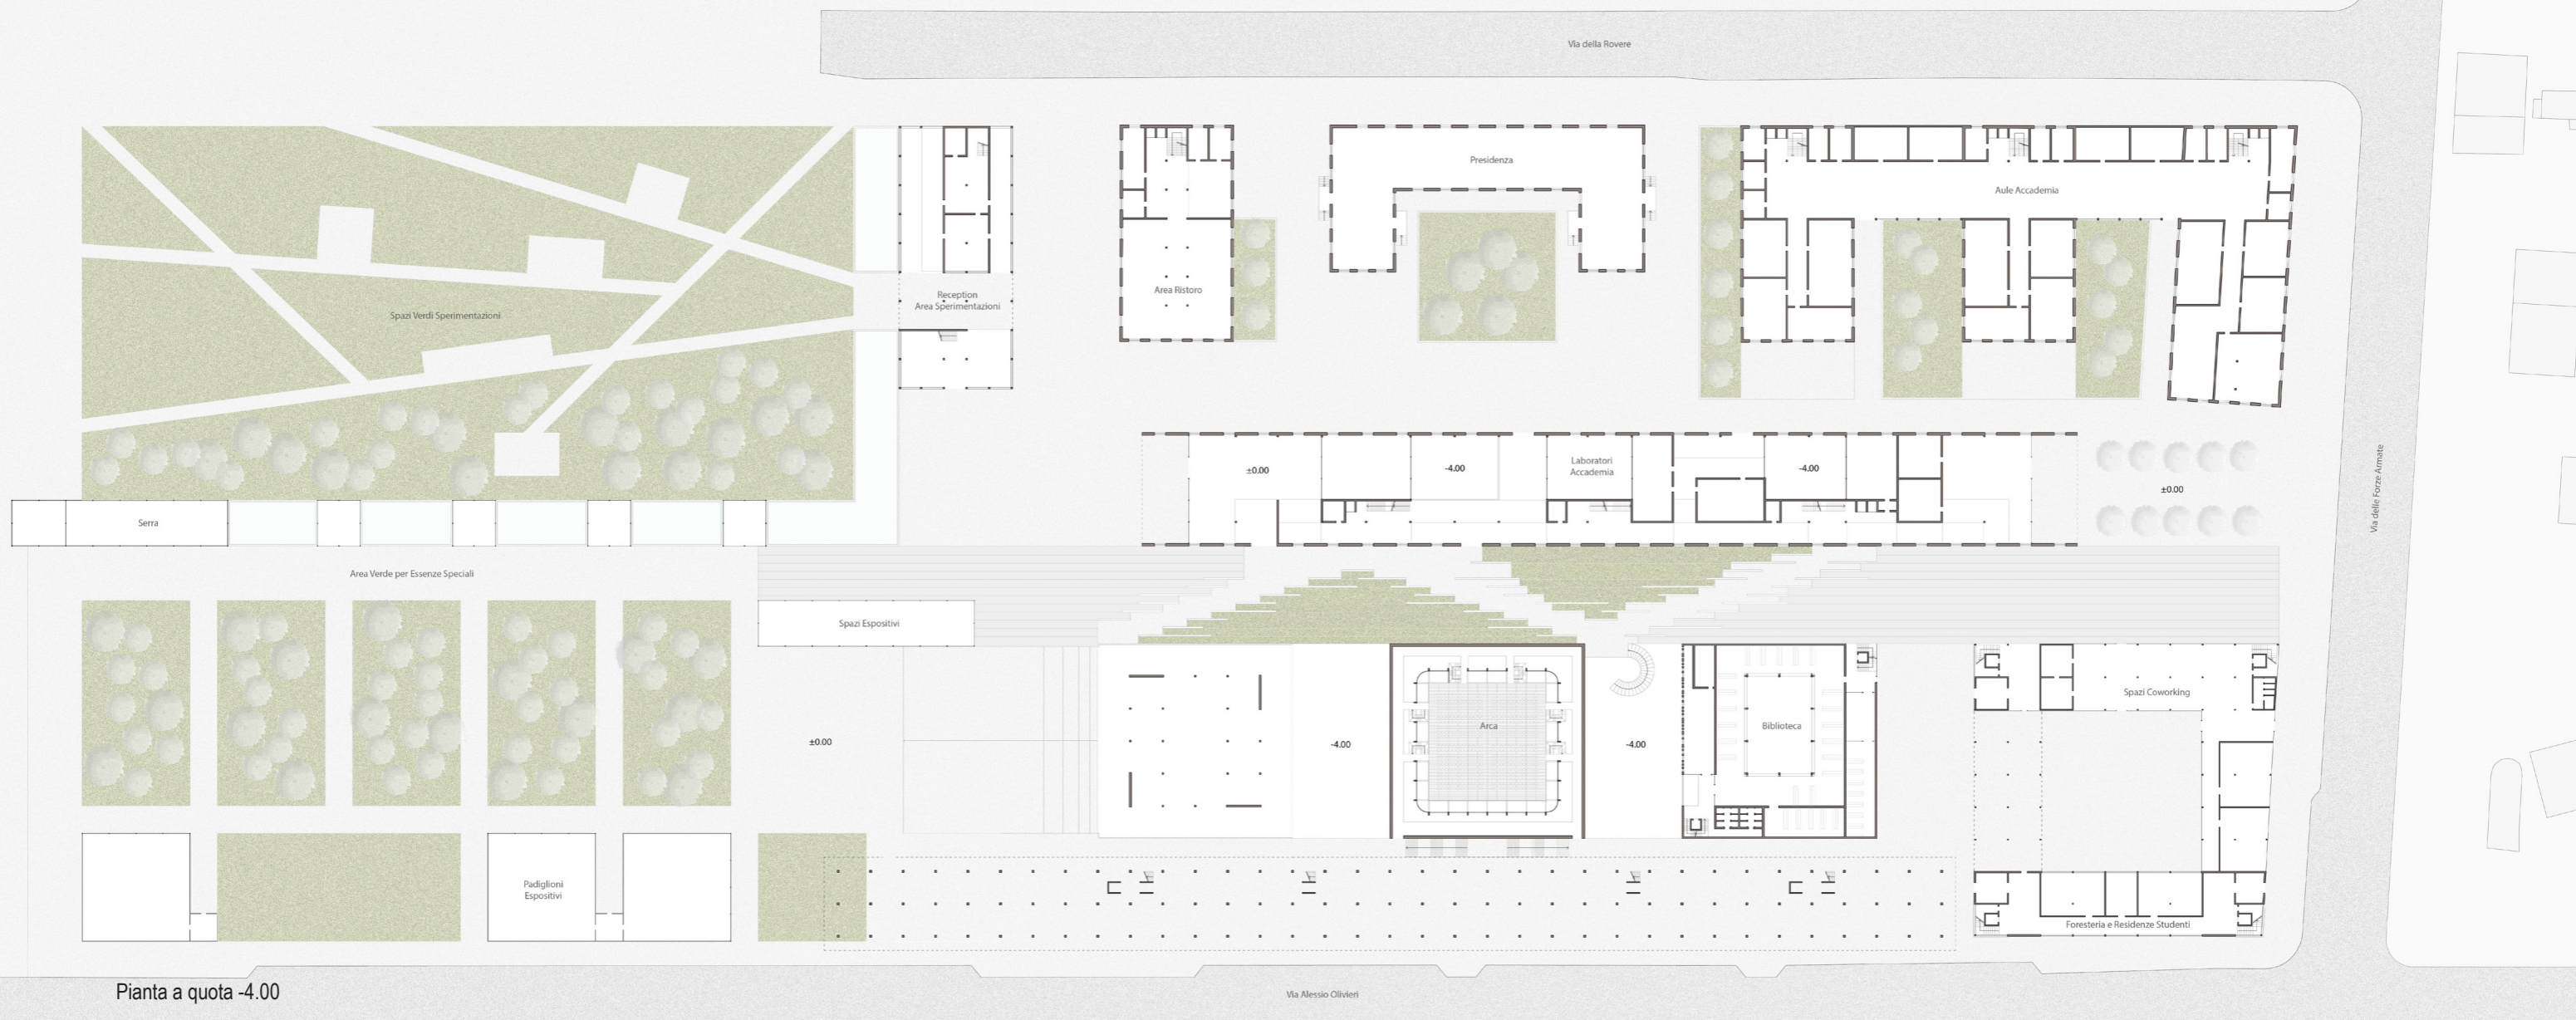 Via della Rovere
Presidenza
Aule Accademia
Reception
Area Sperimentazioni
Area Ristoro
Spazi Verdi Sperimentazioni
±0.00
-4.00
Laboratori
Accademia
-4.00
±0.00
Via delle Forze Armate
Serra
Area Verde per Essenze Speciali
Spazi Espositivi
Spazi Coworking
Arca
Biblioteca
±0.00
-4.00
-4.00
Padiglioni
Espositivi
Foresteria e Residenze Studenti
Pianta a quota -4.00
Via Alessio Olivieri